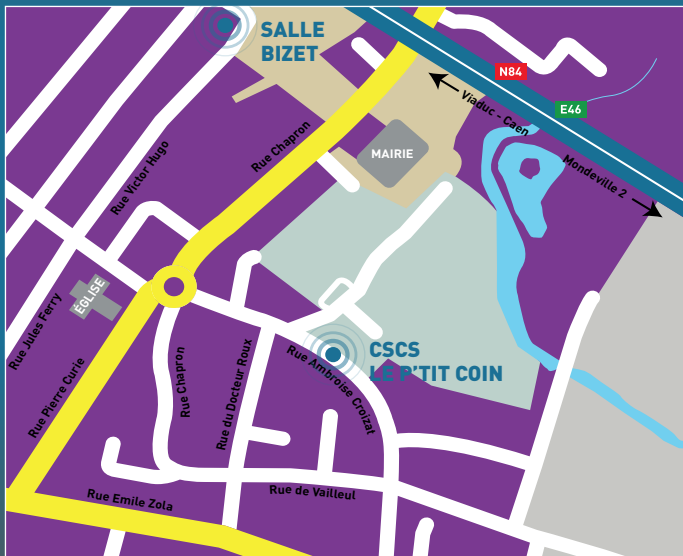 SALLE
BIZET
N84
E46
Viaduc - Caen
Mondeville 2
Rue Chapron
MAIRIE
Rue Victor Hugo
ÉGLISE
Rue Jules Ferry
Rue Pierre Curie
Rue Chapron
Rue du Docteur Roux
Rue Ambroise Croizat
CSCS
LE P'TIT COIN
Rue Emile Zola
Rue de Vailleul